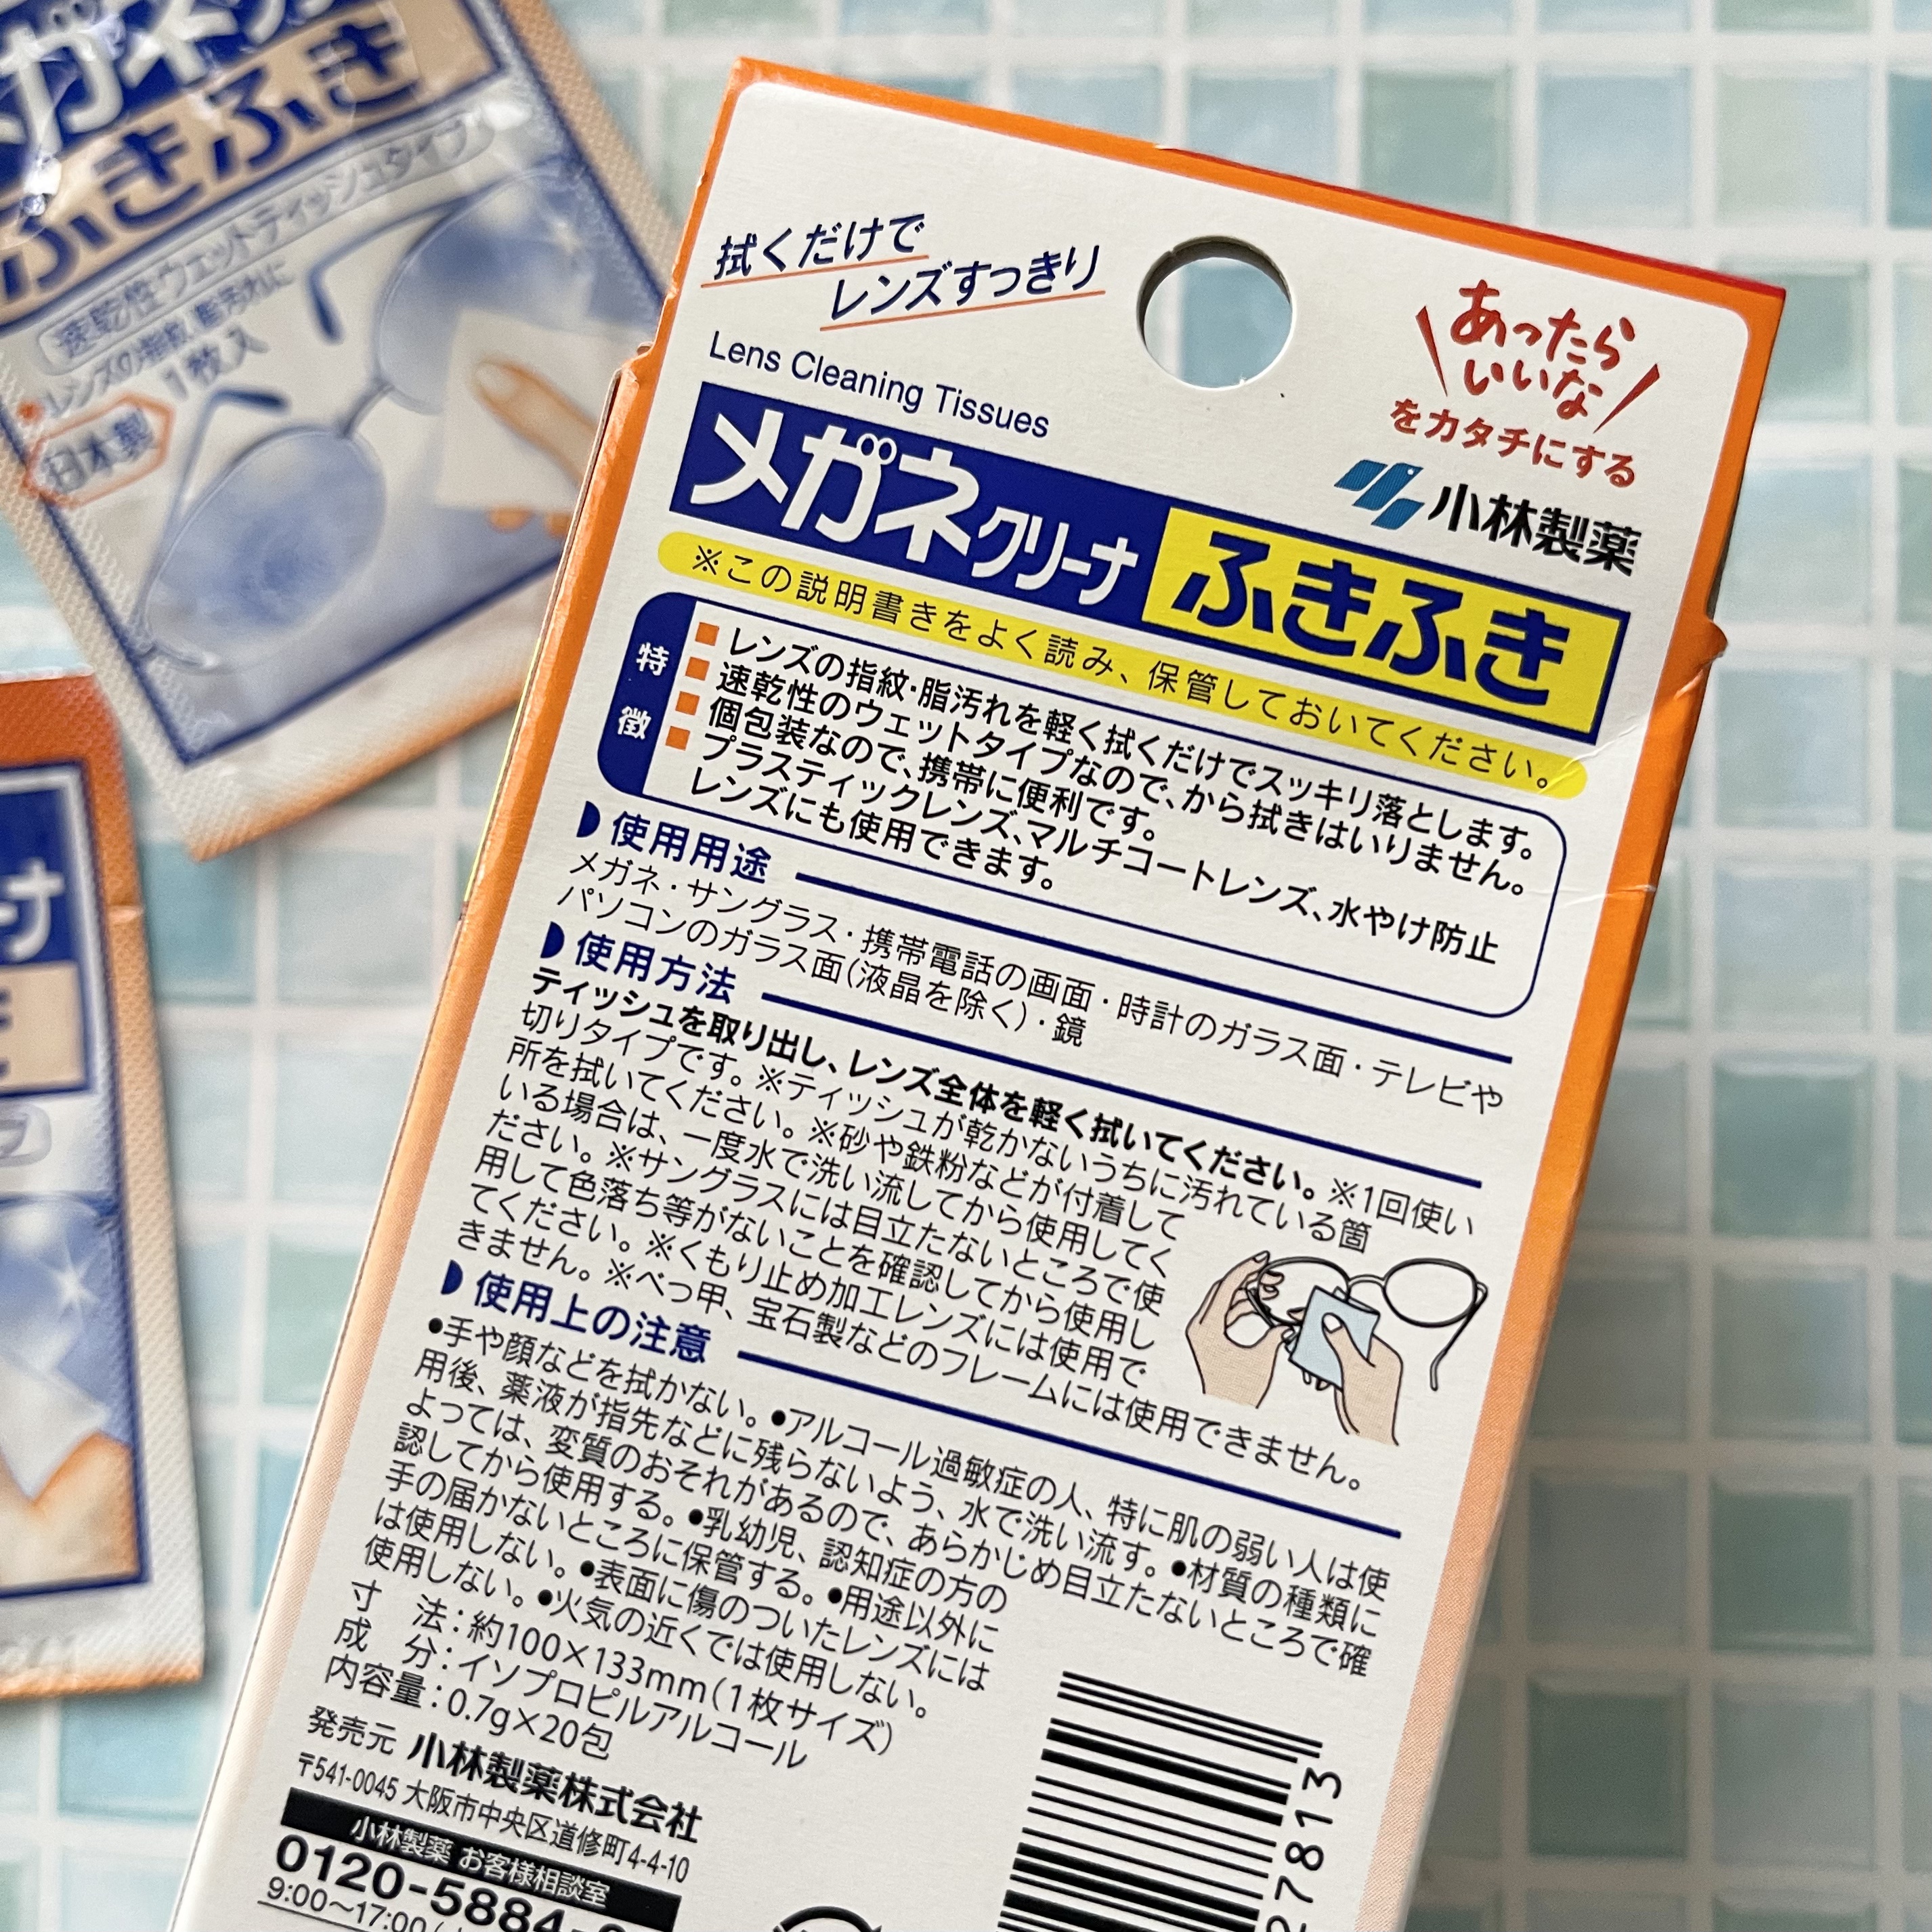 メガネク
ふきふき
速乾性ウェットティッシュタイプ
レンズの指紋、脂汚れに
1枚入
日本製
ーナ
拭くだけで
レンズすっきり
Lens Cleaning Tissues
あったら
いいな
をカタチにする
小林製薬
メガネクリーナ
ふきふき
※この説明書きをよく読み、保管しておいてください。
特徴
レンズの指紋・脂汚れを軽く拭くだけでスッキリ落とします。
速乾性のウェットタイプなので、から拭きはいりません。
個包装なので、携帯に便利です。
プラスティックレンズ、マルチコートレンズ、水やけ防止
レンズにも使用できます。
使用用途
メガネ・サングラス・携帯電話の画面・時計のガラス面・テレビや
パソコンのガラス面(液晶を除く)・鏡
使用方法
ティッシュを取り出し、レンズ全体を軽く拭いてください。※1回使い
切りタイプです。※ティッシュが乾かないうちに汚れている箇
所を拭いてください。※砂や鉄粉などが付着して
いる場合は、一度水で洗い流してから使用してく
ださい。※サングラスには目立たないところで使
用して色落ち等がないことを確認してから使用し
てください。※くもり止め加工レンズには使用で
きません。※べっ甲、宝石製などのフレームには使用できません。
使用上の注意
●手や顔などを拭かない。●アルコール過敏症の人、特に肌の弱い人は使
用後、薬液が指先などに残らないよう、水で洗い流す。●材質の種類に
よっては、変質のおそれがあるので、あらかじめ目立たないところで確
認してから使用する。●乳幼児、認知症の方の
手の届かないところに保管する。●用途以外に
は使用しない。●表面に傷のついたレンズには
使用しない。●火気の近くでは使用しない。
寸 法:約100×133mm(1枚サイズ)
成 分:イソプロピルアルコール
内容量:0.7g×20包
発売元 小林製薬株式会社
〒541-0045 大阪市中央区道修町4-4-10
小林製薬 お客様相談室
0120-5884-
9:00〜17:00
27813